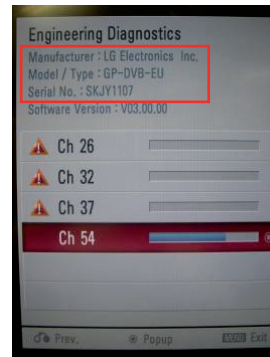 Engineering Diagnostics
Manufacturer : LG Electronics Inc.
Model / Type : GP-DVB-EU
Serial No. : SKJY1107
Software Version : V03.00.00
Ch 26
Ch 32
Ch 37
Ch 54
Prev.
Popup
Exit